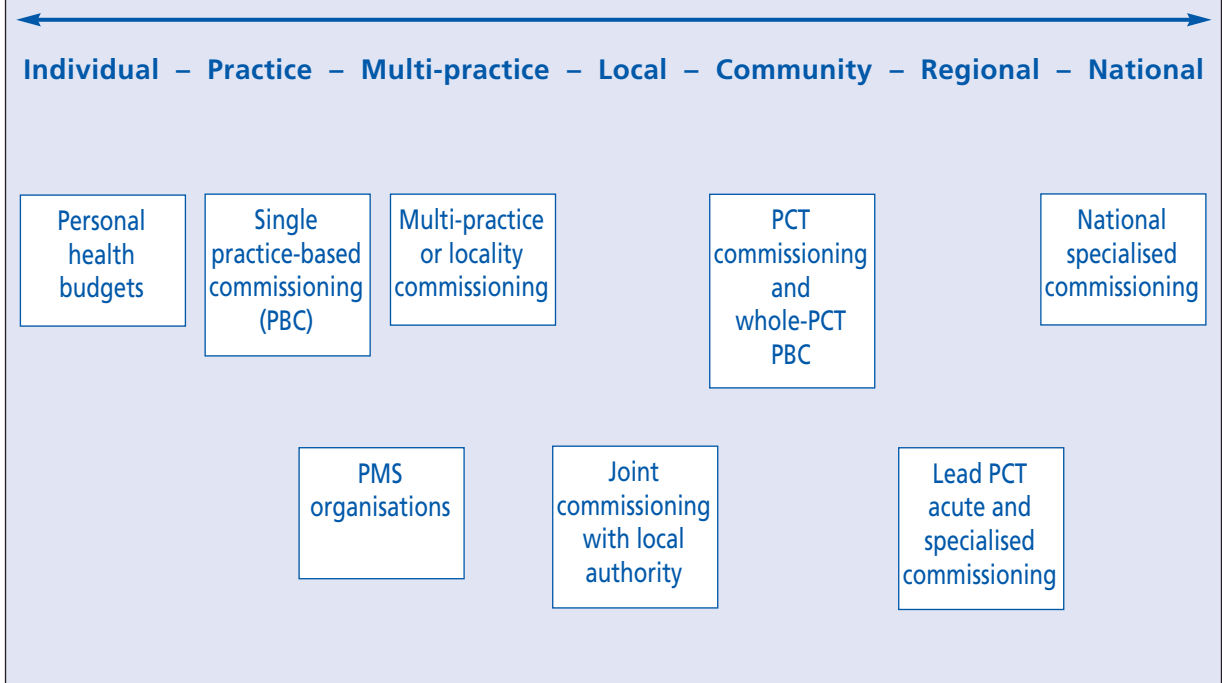 Individual – Practice – Multi-practice – Local – Community – Regional – National
Personal
health
budgets
Single
practice-based
commissioning
(PBC)
Multi-practice
or locality
commissioning
PCT
commissioning
and
whole-PCT
PBC
National
specialised
commissioning
PMS
organisations
Joint
commissioning
with local
authority
Lead PCT
acute and
specialised
commissioning